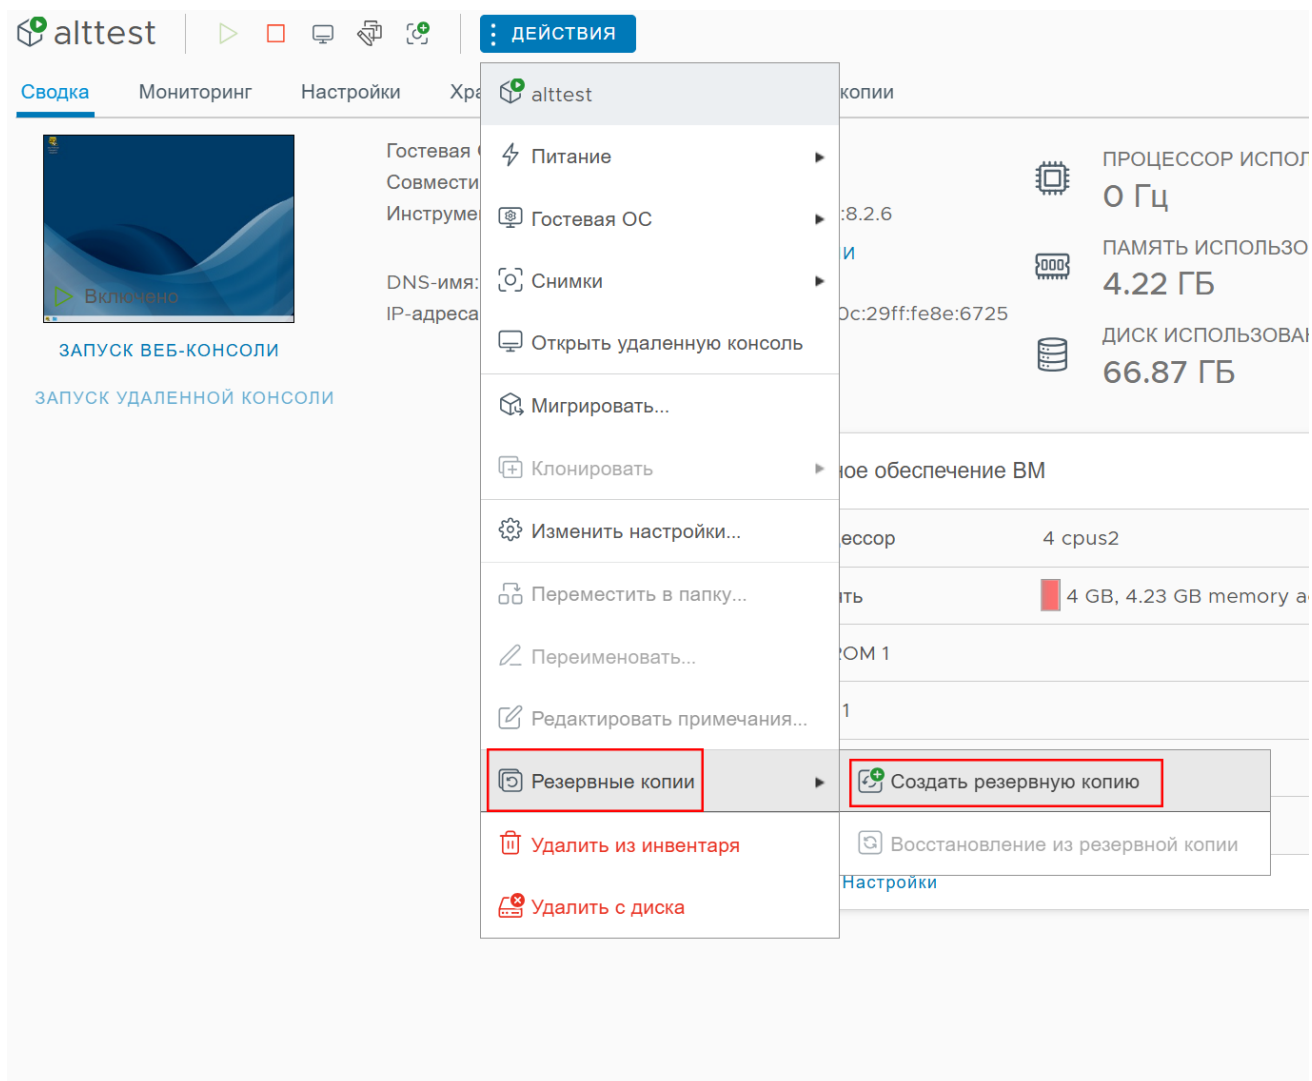 alttest
ДЕЙСТВИЯ
Сводка
Мониторинг
Настройки
копии
alttest
Питание
Гостевая ОС
Снимки
Открыть удаленную консоль
Мигрировать...
Клонировать
Изменить настройки...
Переместить в папку...
Переименовать...
Редактировать примечания...
Резервные копии
Удалить из инвентаря
Удалить с диска
Создать резервную копию
Восстановление из резервной копии
Включено
ЗАПУСК ВЕБ-КОНСОЛИ
ЗАПУСК УДАЛЕННОЙ КОНСОЛИ
Гостевая
Совмести
Инструме
:8.2.6
И
DNS-имя:
IP-адреса
0c:29ff:fe8e:6725
ПРОЦЕССОР ИСПОЛ
0 Гц
ПАМЯТЬ ИСПОЛЬЗО
4.22 ГБ
ДИСК ИСПОЛЬЗОВАН
66.87 ГБ
ное обеспечение ВМ
ессор
4 cpus2
ять
4 GB, 4.23 GB memory a
ROM 1
1
Настройки